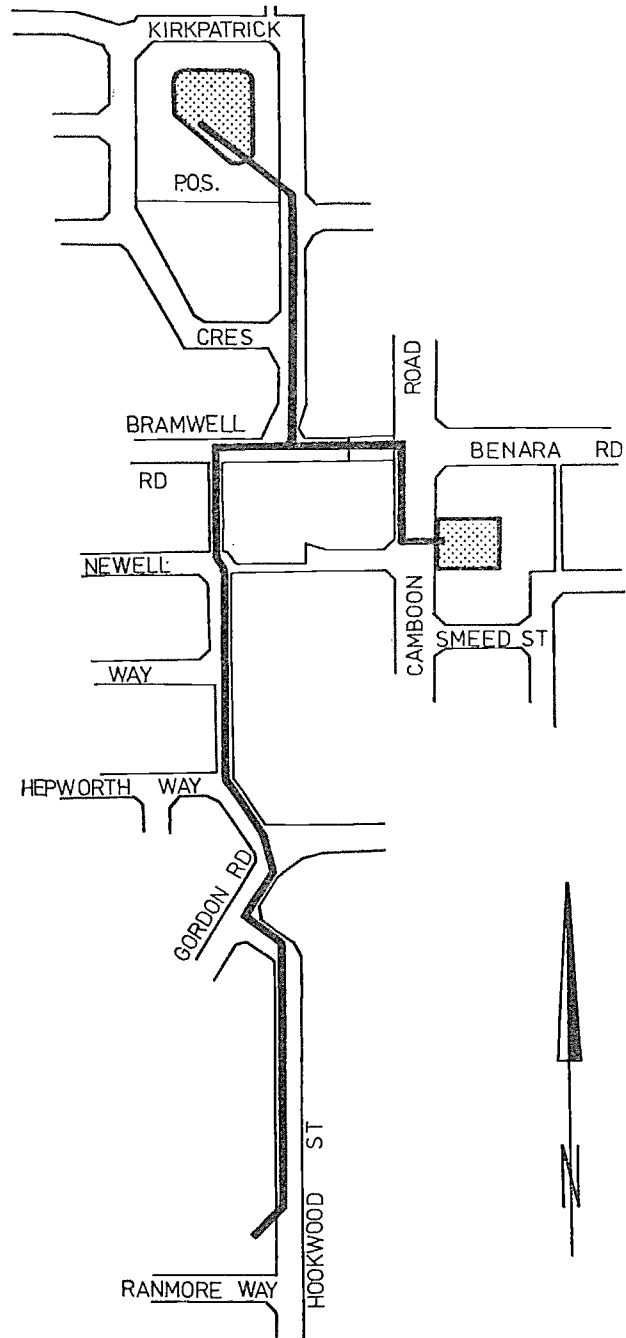 KIRKPATRICK
P.O.S.
CRES
ROAD
BRAMWELL
BENARA RD
RD
NEWELL
CAMBOON
SMEED ST
WAY
HEPWORTH WAY
GORDON RD
N
HOOKWOOD ST
RANMORE WAY